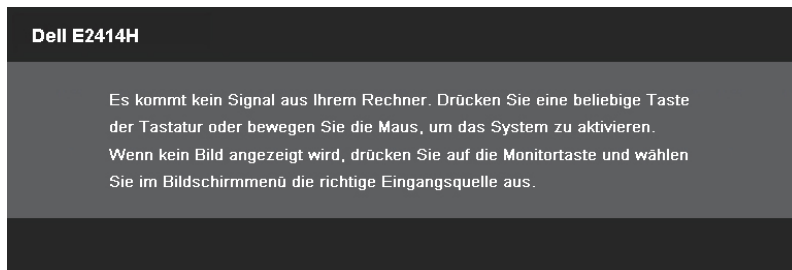 Dell E2414H
Es kommt kein Signal aus Ihrem Rechner. Drücken Sie eine beliebige Taste
der Tastatur oder bewegen Sie die Maus, um das System zu aktivieren.
Wenn kein Bild angezeigt wird, drücken Sie auf die Monitortaste und wählen
Sie im Bildschirmmenü die richtige Eingangsquelle aus.